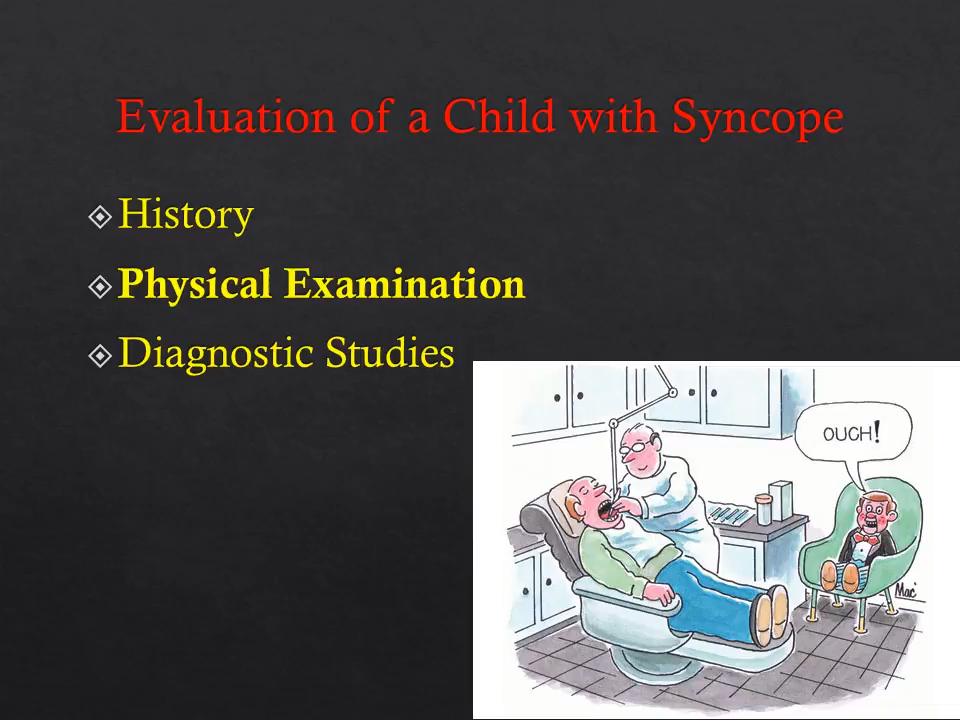 Evaluation of a Child with Syncope
History
Physical Examination
Diagnostic Studies
OUCH!
Mac